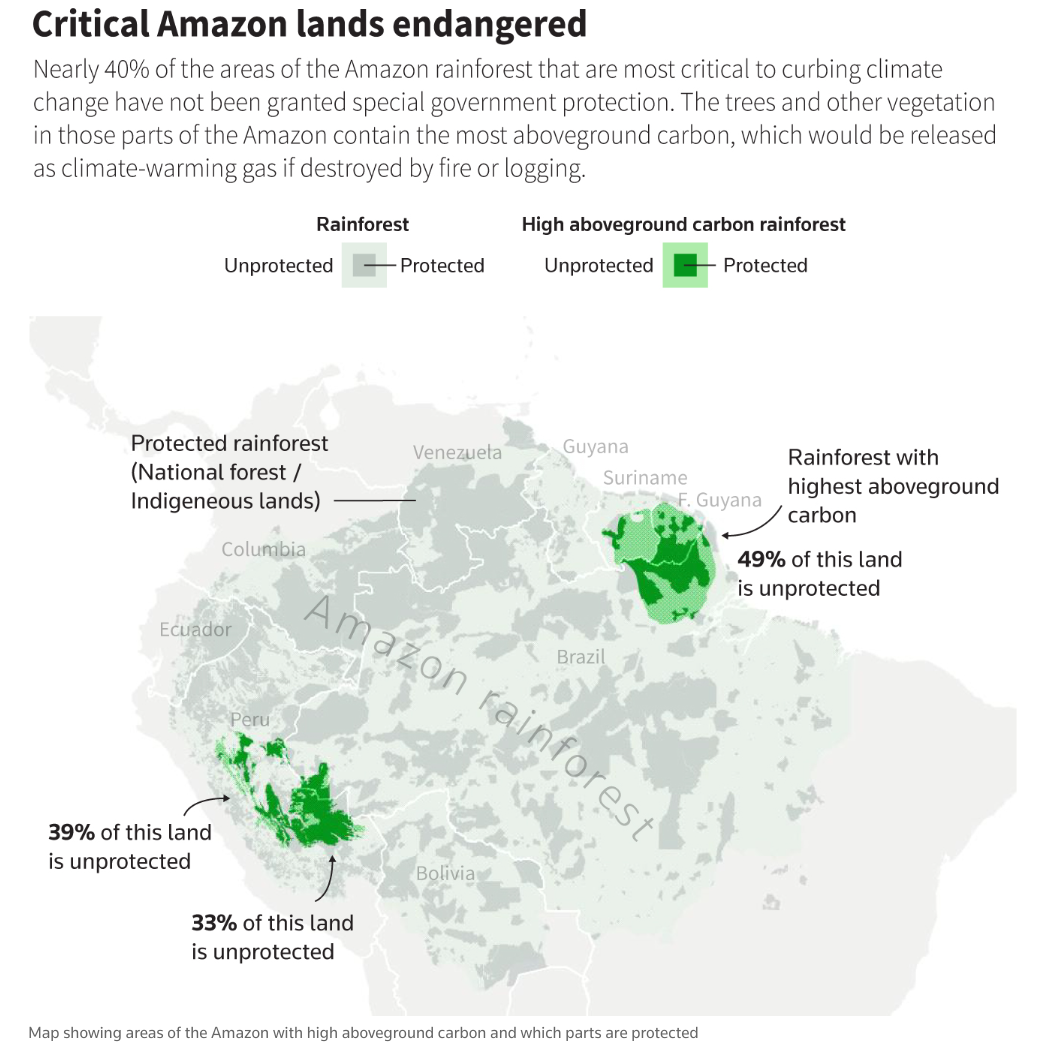 Critical Amazon lands endangered
Nearly 40% of the areas of the Amazon rainforest that are most critical to curbing climate
change have not been granted special government protection. The trees and other vegetation
in those parts of the Amazon contain the most aboveground carbon, which would be released
as climate-warming gas if destroyed by fire or logging.
Rainforest
Unprotected
Protected
High aboveground carbon rainforest
Unprotected
Protected
Protected rainforest
(National forest /
Indigeneous lands)
Venezuela
Guyana
Suriname
F. Guyana
Rainforest with
highest aboveground
carbon
49% of this land
is unprotected
Columbia
Ecuador
Amazon rainforest
Brazil
Peru
39% of this land
is unprotected
Bolivia
33% of this land
is unprotected
Map showing areas of the Amazon with high aboveground carbon and which parts are protected